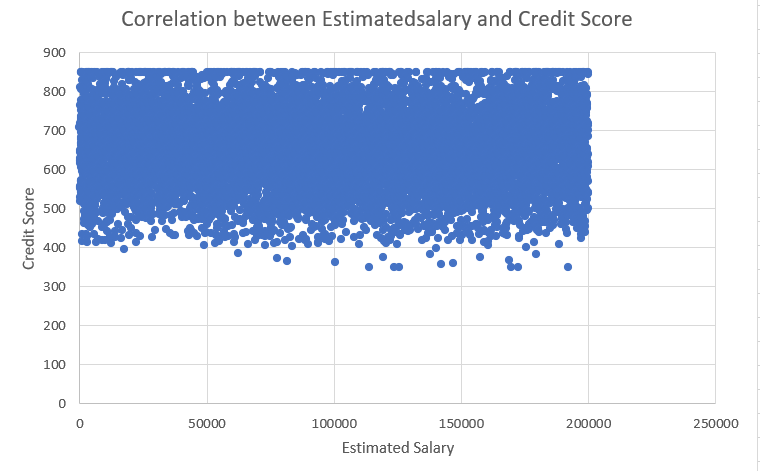 Correlation between Estimatedsalary and Credit Score
900
800
700
600
500
400
300
200
100
0
Credit Score
0 50000 100000 150000 200000 250000
Estimated Salary